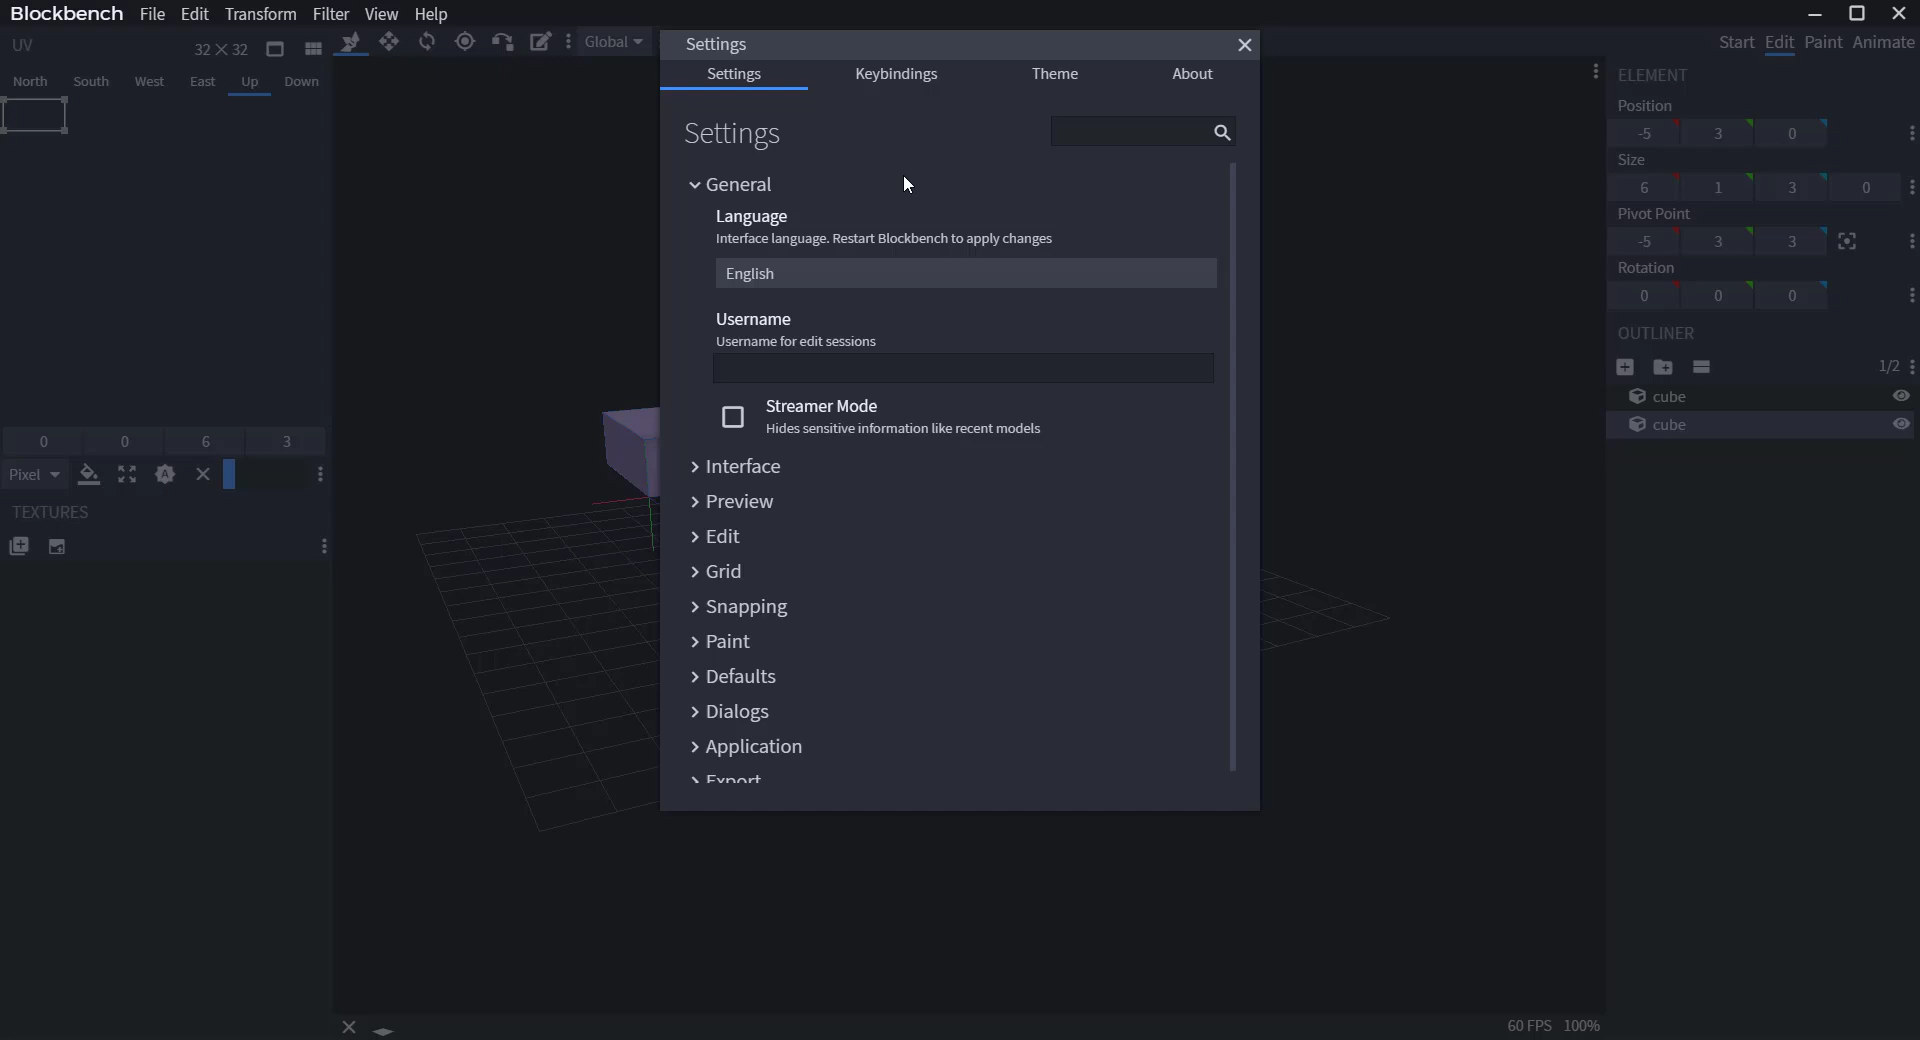 Blockbench File Edit Transform Filter View Help
UV 32 × 32
Global
Start Edit Paint Animate
North South West East Up Down
0 0 6 3
Pixel
TEXTURES
Settings
Settings Keybindings Theme About
Settings
General
Language
Interface language. Restart Blockbench to apply changes
English
Username
Username for edit sessions
Streamer Mode
Hides sensitive information like recent models
Interface
Preview
Edit
Grid
Snapping
Paint
Defaults
Dialogs
Application
Export
ELEMENT
Position
-5 3 0
Size
6 1 3 0
Pivot Point
-5 3 3
Rotation
0 0 0
OUTLINER
1/2
cube
cube
60 FPS 100%